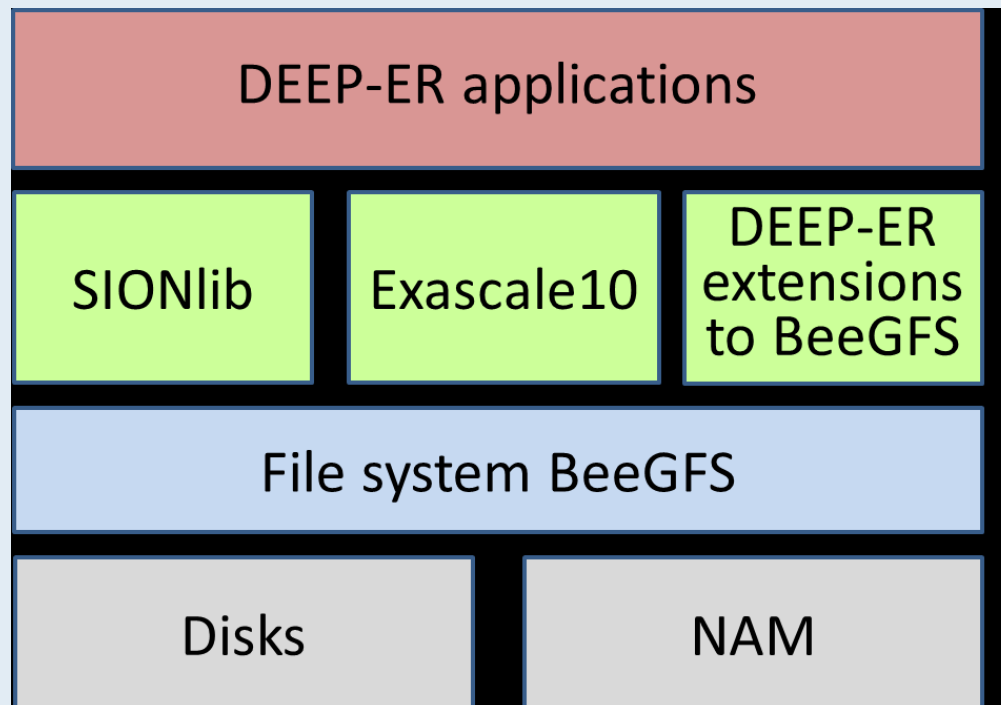 DEEP-ER applications
SIONlib
Exascale10
DEEP-ER
extensions
to BeeGFS
File system BeeGFS
Disks
NAM